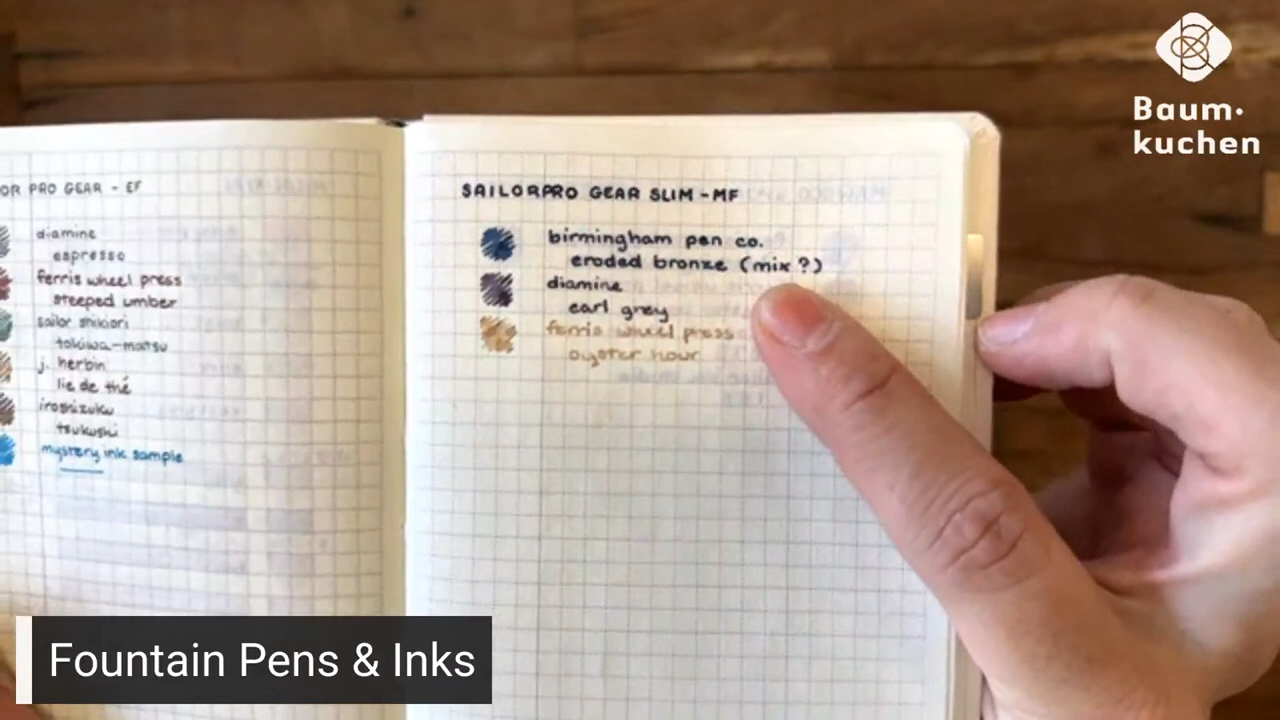 Baum·
kuchen
OR PRO GEAR - EF
diamine
espresso
ferris wheel press
steeped umber
sailor shikiori
tokiwa-matsu
j. herbin
lie de thé
iroshizuku
tsukushi
mystery ink sample
SAILORPRO GEAR SLIM - MF
birmingham pen co.
eroded bronze (mix?)
diamine
earl grey
ferris wheel press
oyster hour
Fountain Pens & Inks